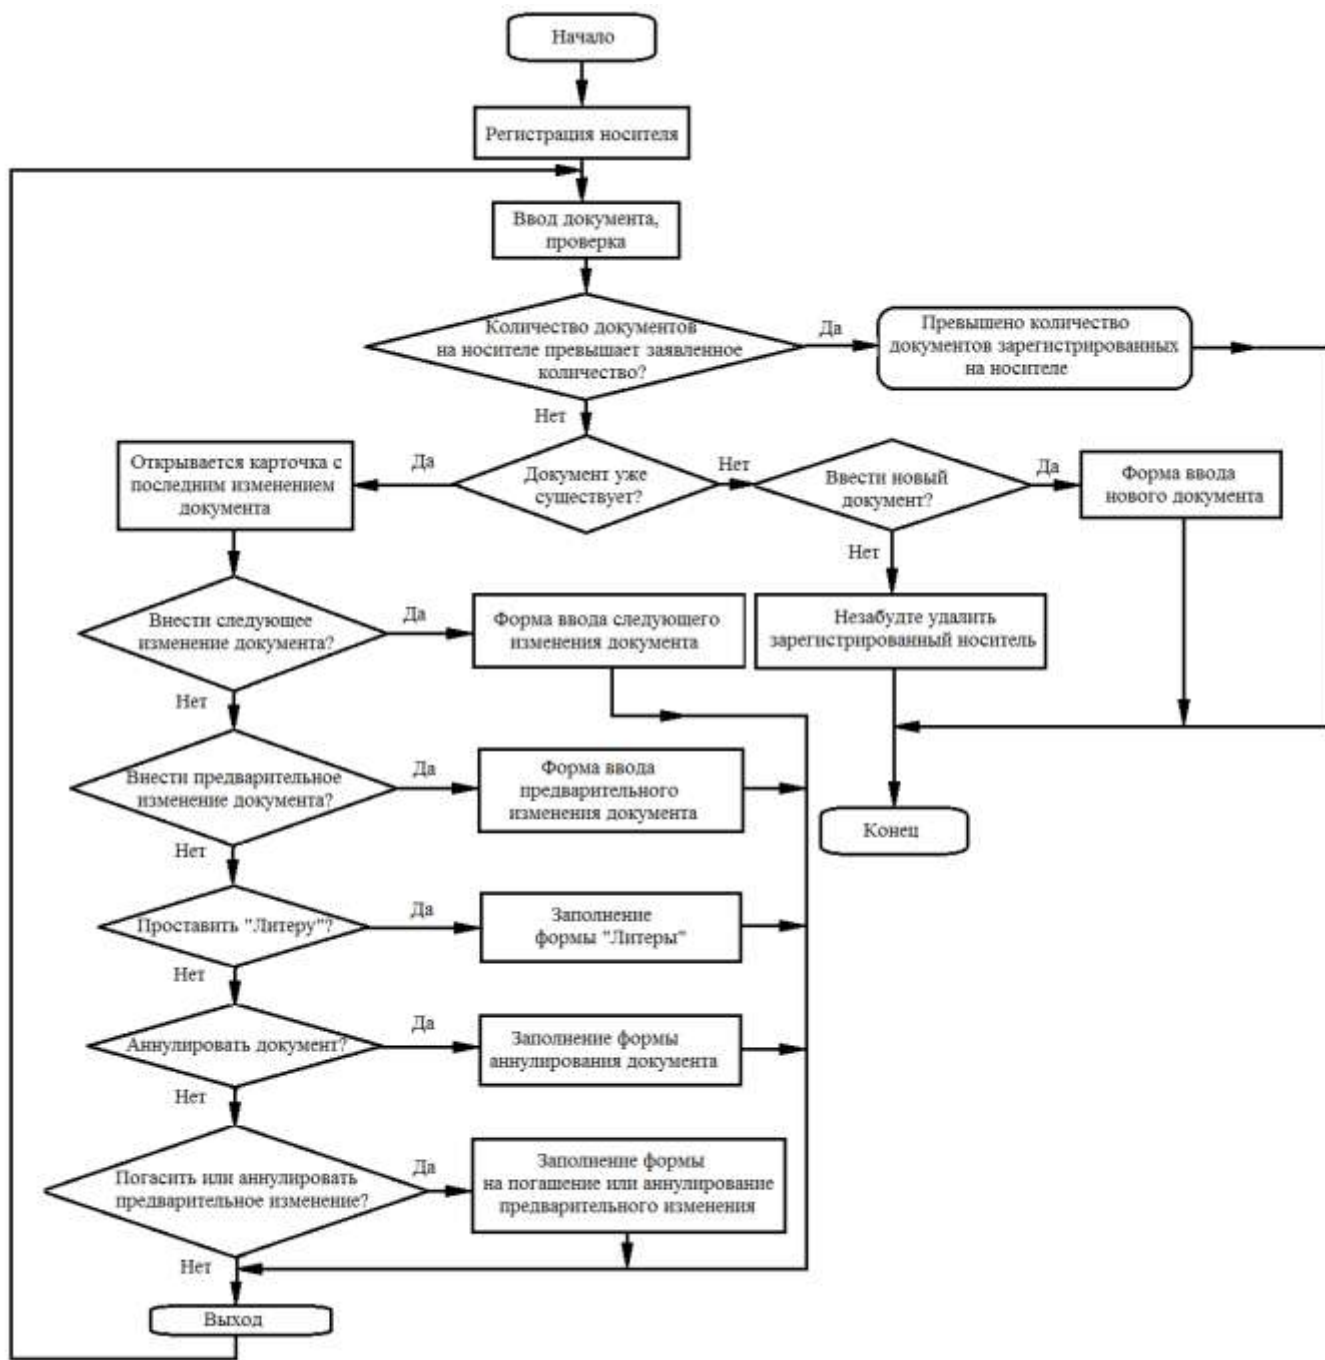 Начало
Регистрация носителя
Ввод документа,
проверка
Количество документов
на носителе превышает заявленное
количество?
Да
Превышено количество
документов зарегистрированных
на носителе
Нет
Открывается карточка с
последним изменением
документа
Да
Документ уже
существует?
Нет
Ввести новый
документ?
Да
Форма ввода
нового документа
Нет
Внести следующее
изменение документа?
Да
Форма ввода следующего
изменения документа
Незабудте удалить
зарегистрированный носитель
Нет
Внести предварительное
изменение документа?
Да
Форма ввода
предварительного
изменения документа
Конец
Нет
Проставить "Литеру"?
Да
Заполнение
формы "Литеры"
Нет
Аннулировать документ?
Да
Заполнение формы
аннулирования документа
Нет
Погасить или аннулировать
предварительное изменение?
Да
Заполнение формы
на погашение или аннулирование
предварительного изменения
Нет
Выход